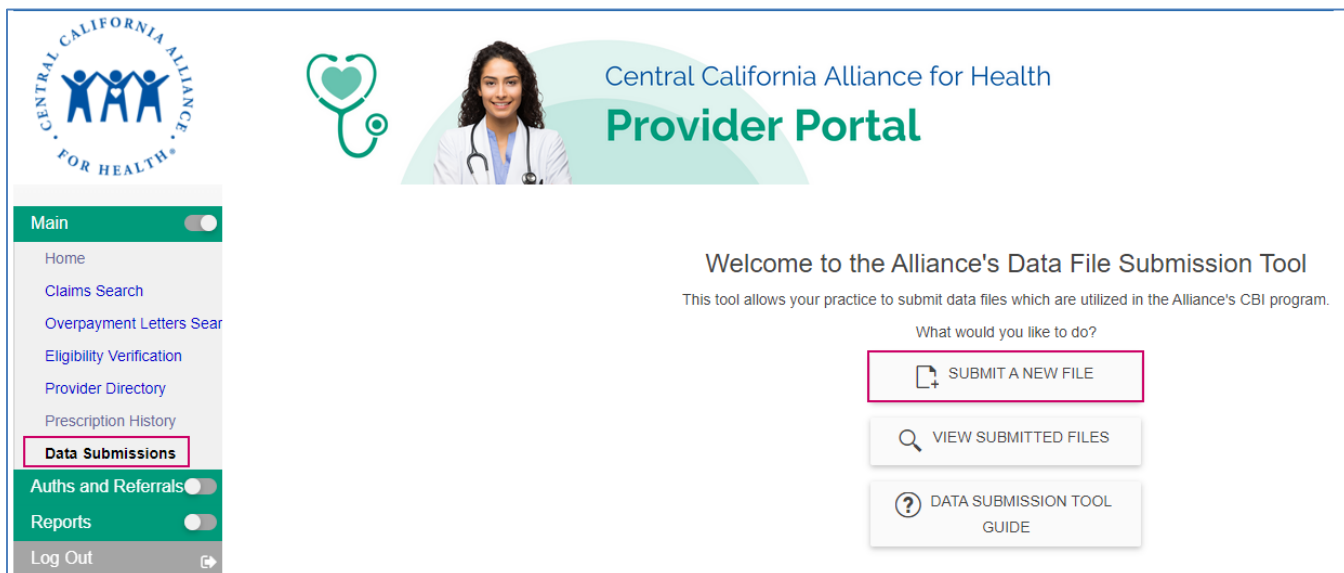 CENTRAL CALIFORNIA ALLIANCE
FOR HEALTH®
Central California Alliance for Health
Provider Portal
Main
Home
Claims Search
Overpayment Letters Sear
Eligibility Verification
Provider Directory
Prescription History
Data Submissions
Auths and Referrals
Reports
Log Out
Welcome to the Alliance's Data File Submission Tool
This tool allows your practice to submit data files which are utilized in the Alliance's CBI program.
What would you like to do?
SUBMIT A NEW FILE
VIEW SUBMITTED FILES
DATA SUBMISSION TOOL
GUIDE